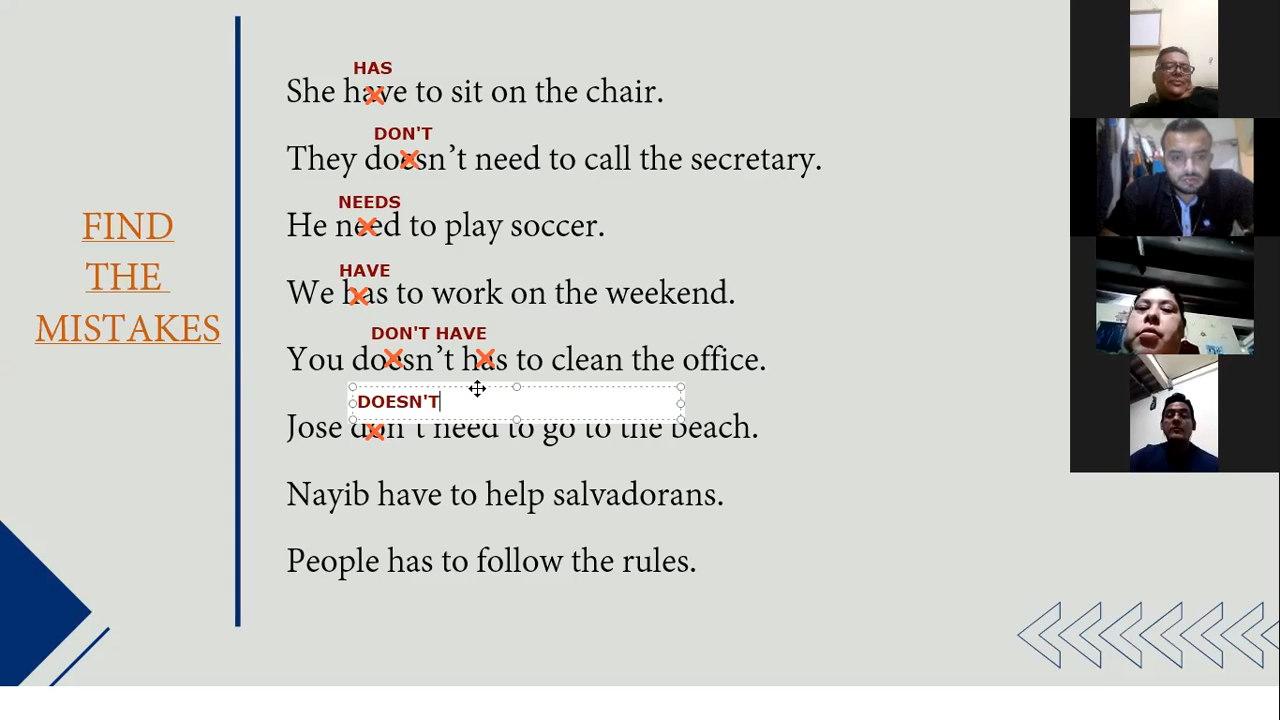 FIND
THE
MISTAKES
HAS
She have to sit on the chair.
DON'T
They doesn’t need to call the secretary.
NEEDS
He need to play soccer.
HAVE
We has to work on the weekend.
DON'T HAVE
You doesn’t has to clean the office.
DOESN'T
Jose don’t need to go to the beach.
Nayib have to help salvadorans.
People has to follow the rules.